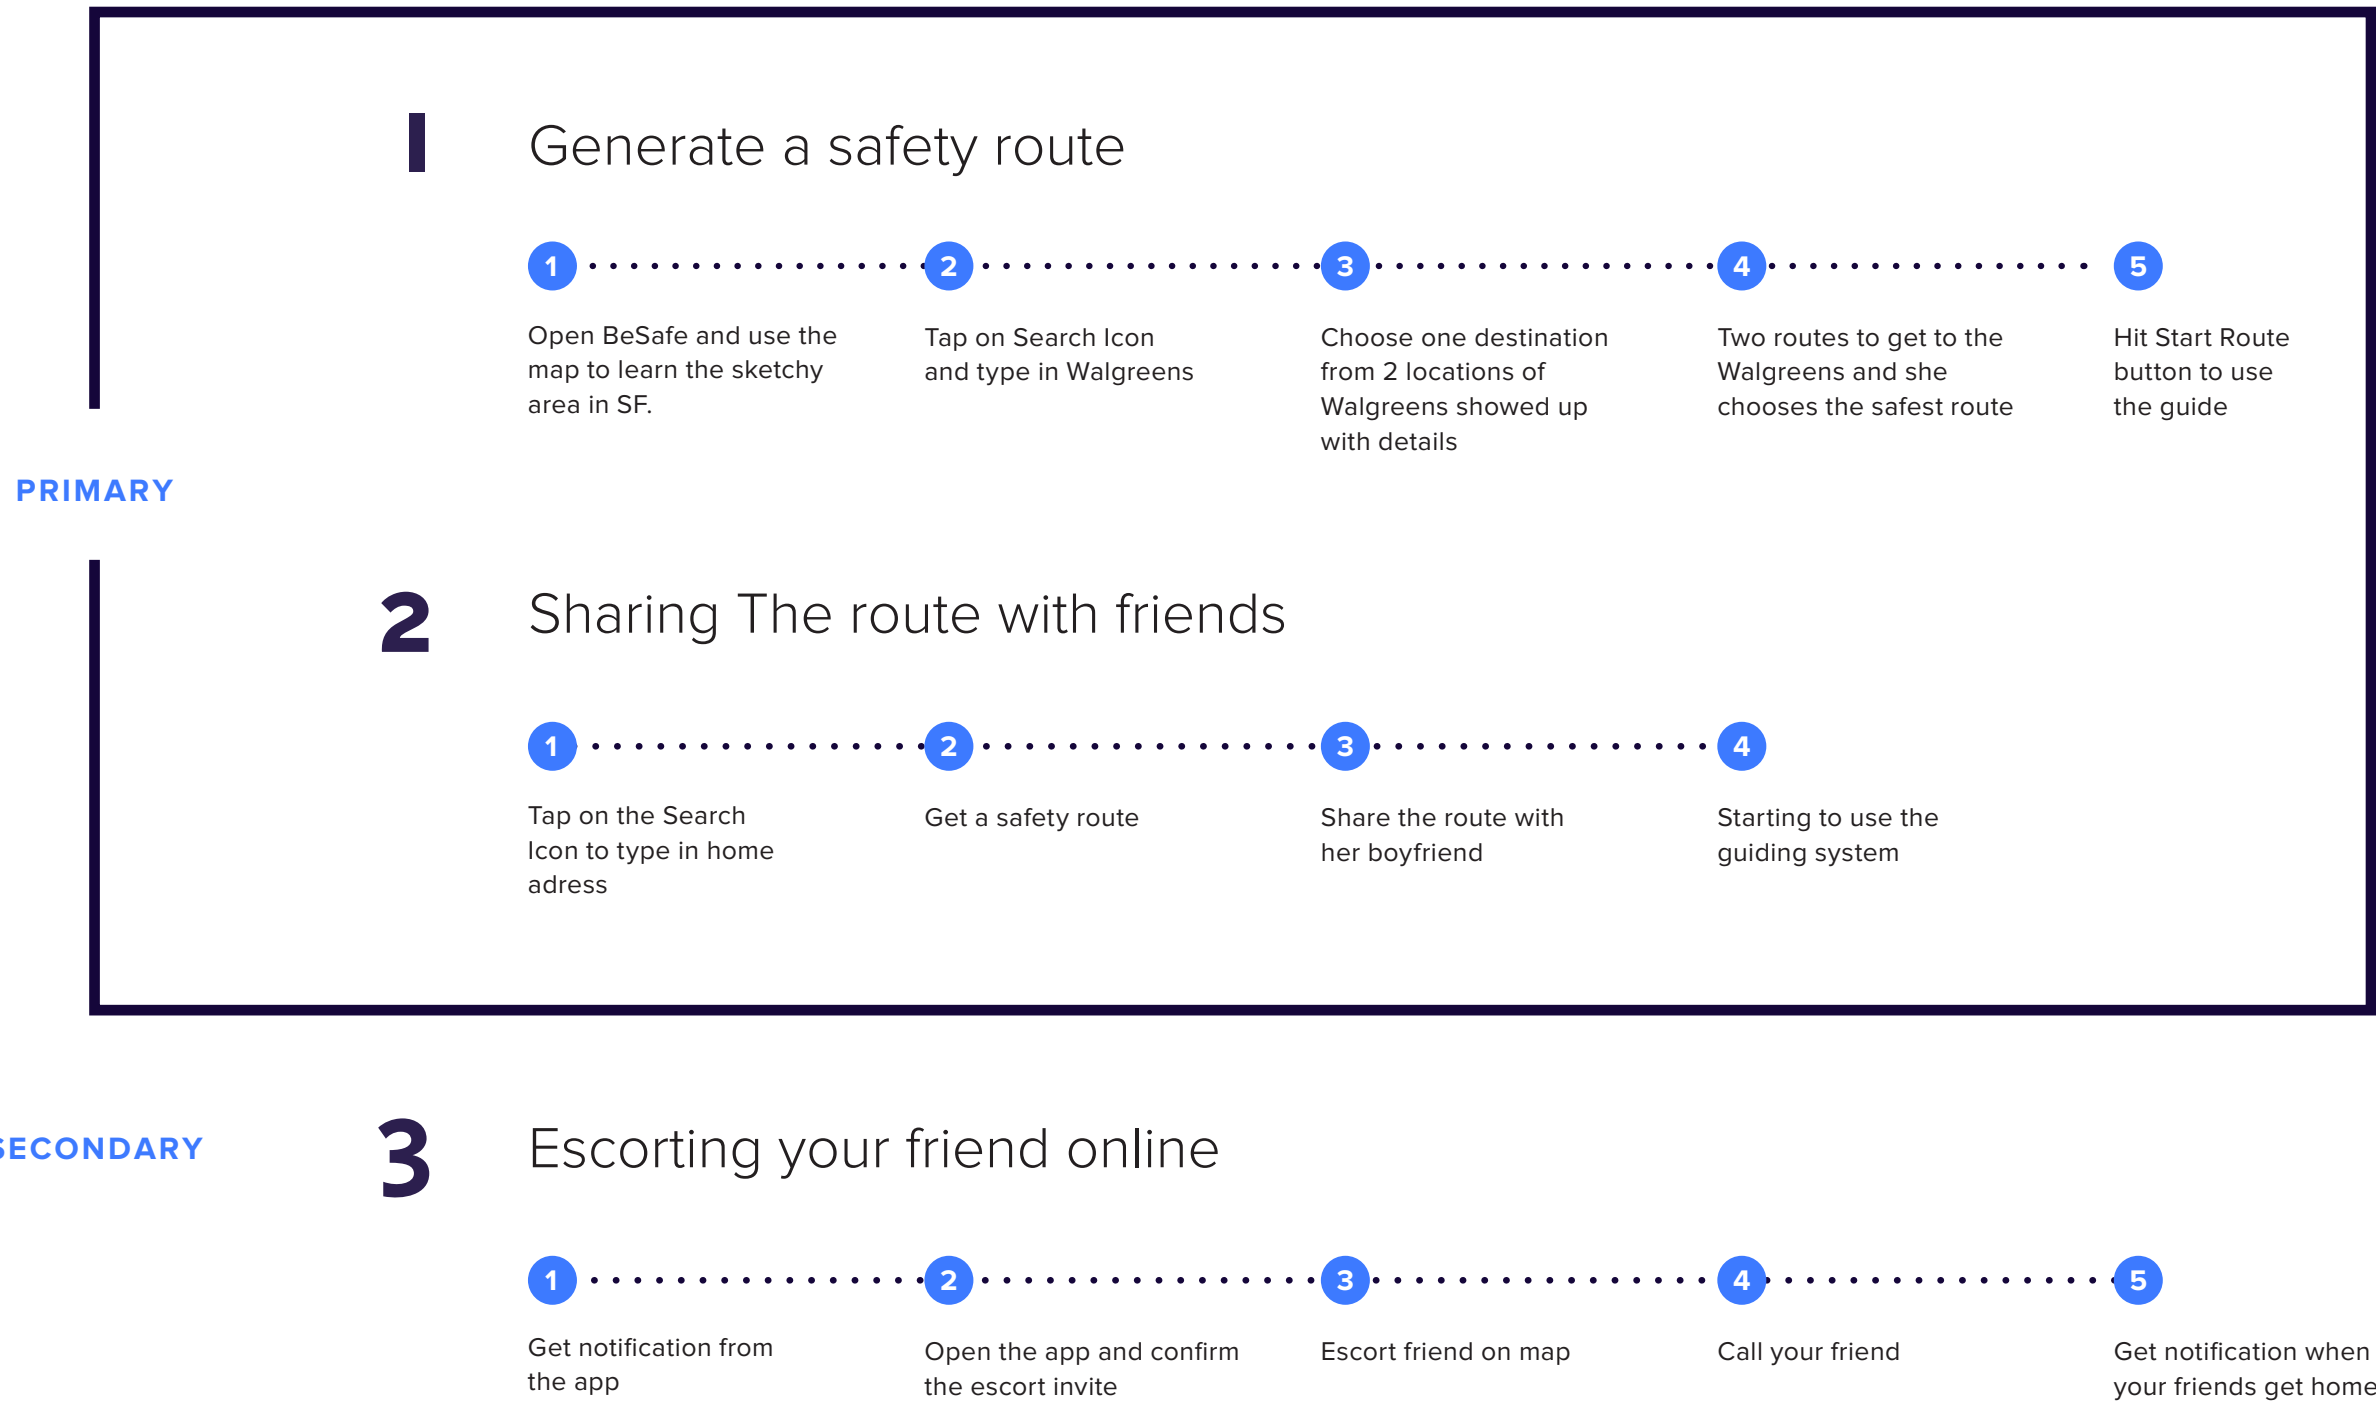 1 Generate a safety route
1 2 3 4 5
Open BeSafe and use the
map to learn the sketchy
area in SF.
Tap on Search Icon
and type in Walgreens
Choose one destination
from 2 locations of
Walgreens showed up
with details
Two routes to get to the
Walgreens and she
chooses the safest route
Hit Start Route
button to use
the guide
PRIMARY
2 Sharing The route with friends
1 2 3 4
Tap on the Search
Icon to type in home
adress
Get a safety route
Share the route with
her boyfriend
Starting to use the
guiding system
SECONDARY
3 Escorting your friend online
1 2 3 4 5
Get notification from
the app
Open the app and confirm
the escort invite
Escort friend on map
Call your friend
Get notification when
your friends get home